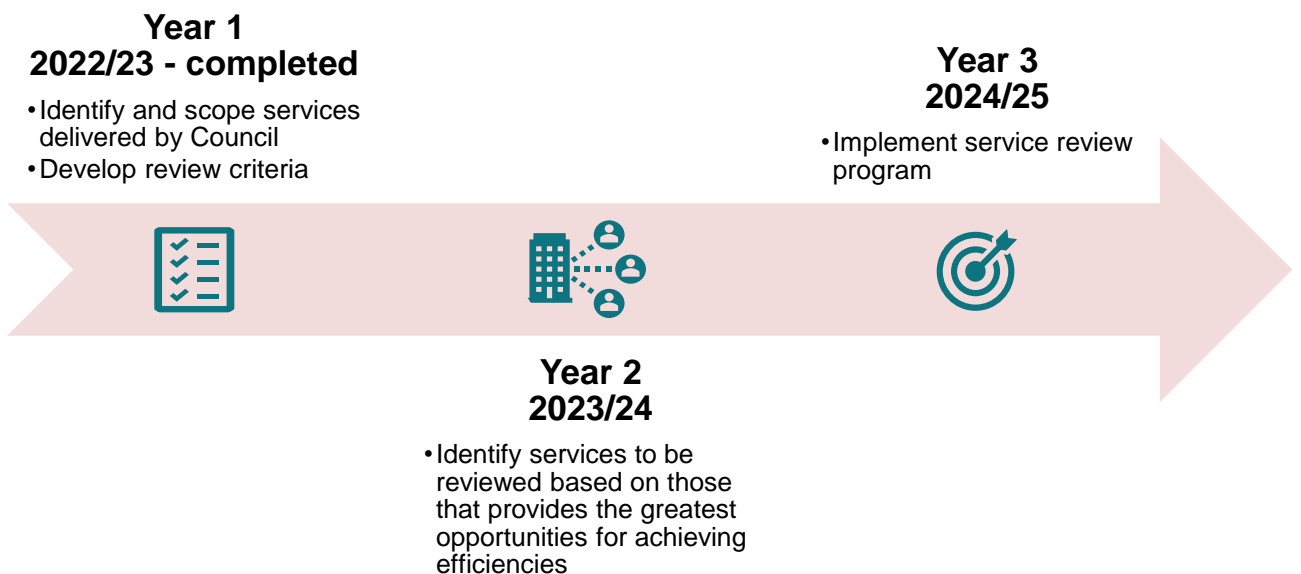 Year 1
2022/23 - completed
•Identify and scope services
delivered by Council
•Develop review criteria
Year 2
2023/24
•Identify services to be
reviewed based on those
that provides the greatest
opportunities for achieving
efficiencies
Year 3
2024/25
•Implement service review
program